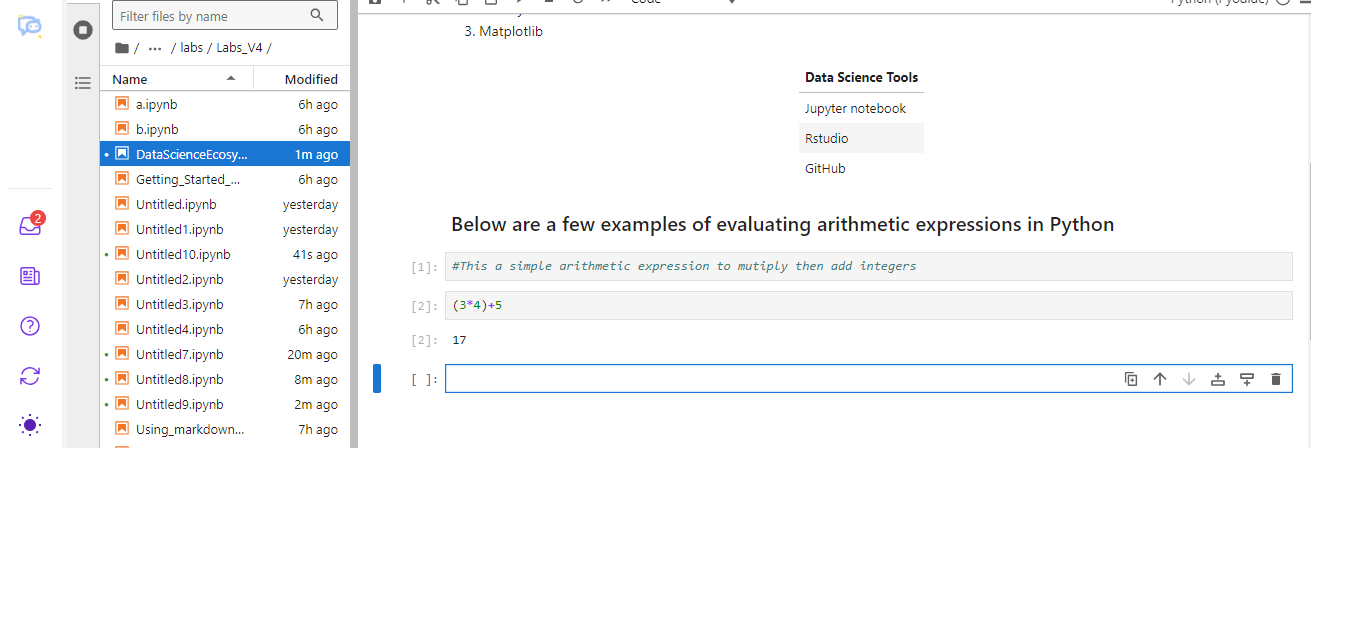 Code
Python (Pyodide)
Filter files by name
/ ··· / labs / Labs_V4 /
Name Modified
a.ipynb 6h ago
b.ipynb 6h ago
DataScienceEcosy... 1m ago
Getting_Started_... 6h ago
Untitled.ipynb yesterday
Untitled1.ipynb yesterday
Untitled10.ipynb 41s ago
Untitled2.ipynb yesterday
Untitled3.ipynb 7h ago
Untitled4.ipynb 6h ago
Untitled7.ipynb 20m ago
Untitled8.ipynb 8m ago
Untitled9.ipynb 2m ago
Using_markdown... 7h ago
2
3. Matplotlib
Data Science Tools
Jupyter notebook
Rstudio
GitHub
Below are a few examples of evaluating arithmetic expressions in Python
[1]: #This a simple arithmetic expression to mutiply then add integers
[2]: (3*4)+5
[2]: 17
[ ]: